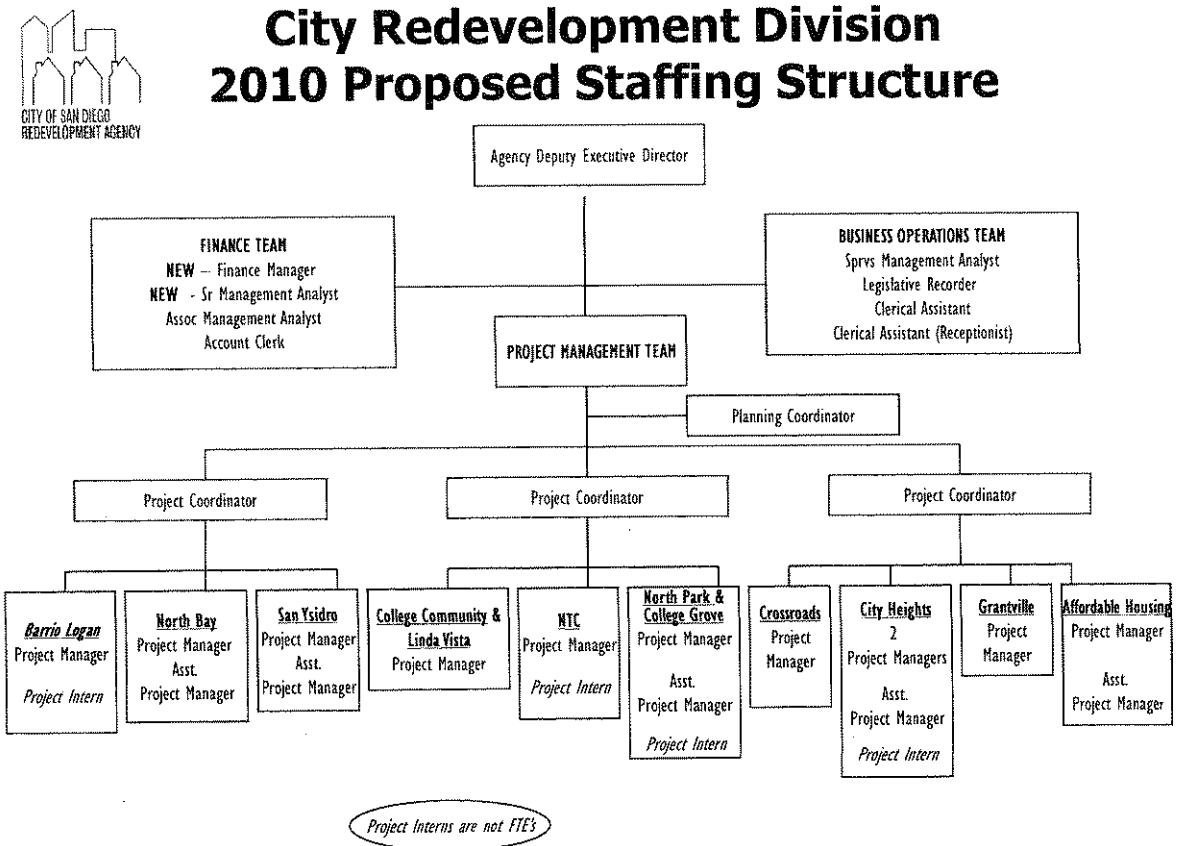 City Redevelopment Division
2010 Proposed Staffing Structure
CITY OF SAN DIEGO
REDEVELOPMENT AGENCY
Agency Deputy Executive Director
FINANCE TEAM
NEW – Finance Manager
NEW - Sr Management Analyst
Assoc Management Analyst
Account Clerk
BUSINESS OPERATIONS TEAM
Sprvs Management Analyst
Legislative Recorder
Clerical Assistant
Clerical Assistant (Receptionist)
PROJECT MANAGEMENT TEAM
Planning Coordinator
Project Coordinator
Project Coordinator
Project Coordinator
Barrio Logan
Project Manager
Project Intern
North Bay
Project Manager
Asst.
Project Manager
San Ysidro
Project Manager
Asst.
Project Manager
College Community &
Linda Vista
Project Manager
NTC
Project Manager
Project Intern
North Park &
College Grove
Project Manager
Asst.
Project Manager
Project Intern
Crossroads
Project
Manager
City Heights
2
Project Managers
Asst.
Project Manager
Project Intern
Grantville
Project
Manager
Affordable Housing
Project Manager
Asst.
Project Manager
Project Interns are not FTE's